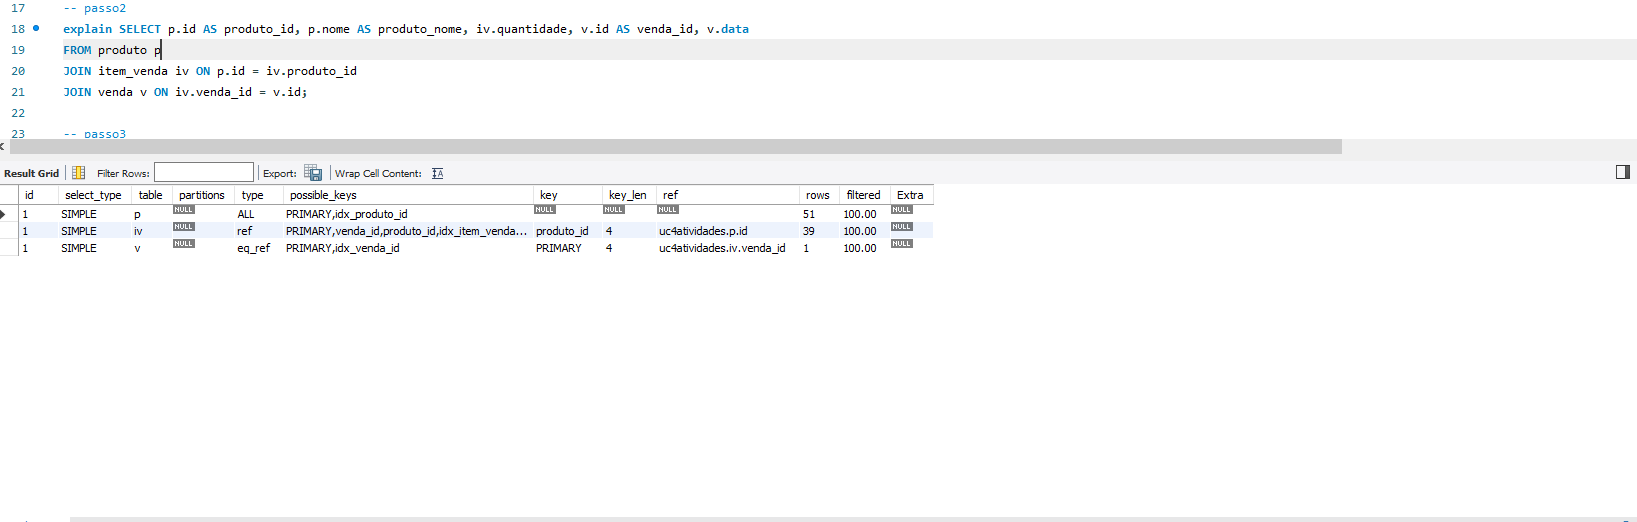 17 -- passo2
18 explain SELECT p.id AS produto_id, p.nome AS produto_nome, iv.quantidade, v.id AS venda_id, v.data
19 FROM produto p
20 JOIN item_venda iv ON p.id = iv.produto_id
21 JOIN venda v ON iv.venda_id = v.id;
22
23 -- passo3
Result Grid Filter Rows: Export: Wrap Cell Content: IA
id select_type table partitions type possible_keys key key_len ref rows filtered Extra
1 SIMPLE p NULL ALL PRIMARY,idx_produto_id NULL NULL NULL 51 100.00 NULL
1 SIMPLE iv NULL ref PRIMARY,venda_id,produto_id,idx_item_venda... produto_id 4 uc4atividades.p.id 39 100.00 NULL
1 SIMPLE v NULL eq_ref PRIMARY,idx_venda_id PRIMARY 4 uc4atividades.iv.venda_id 1 100.00 NULL